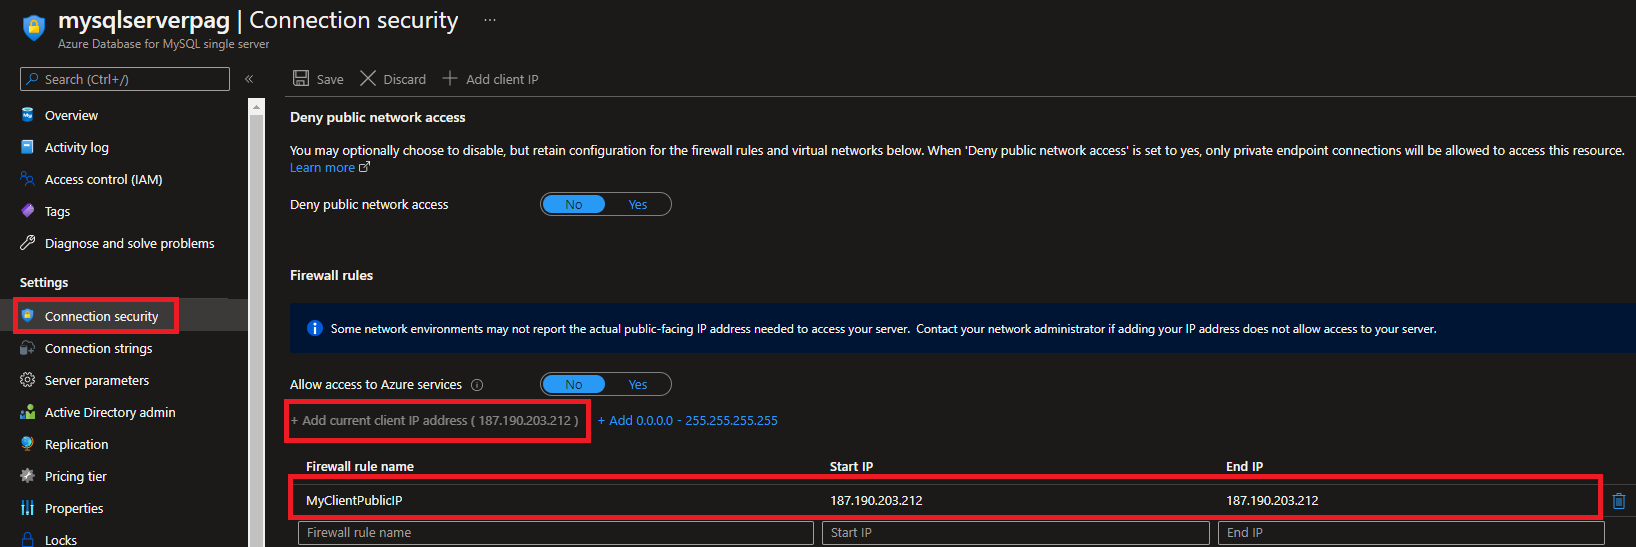 mysqlserverpag | Connection security ...
Azure Database for MySQL single server
Search (Ctrl+/) «
Save Discard + Add client IP
Overview
Activity log
Access control (IAM)
Tags
Diagnose and solve problems
Settings
Connection security
Connection strings
Server parameters
Active Directory admin
Replication
Pricing tier
Properties
Locks
Deny public network access
You may optionally choose to disable, but retain configuration for the firewall rules and virtual networks below. When 'Deny public network access' is set to yes, only private endpoint connections will be allowed to access this resource.
Learn more
Deny public network access No Yes
Firewall rules
Some network environments may not report the actual public-facing IP address needed to access your server. Contact your network administrator if adding your IP address does not allow access to your server.
Allow access to Azure services No Yes
+ Add current client IP address ( 187.190.203.212 ) + Add 0.0.0.0 - 255.255.255.255
Firewall rule name Start IP End IP
MyClientPublicIP 187.190.203.212 187.190.203.212
Firewall rule name Start IP End IP